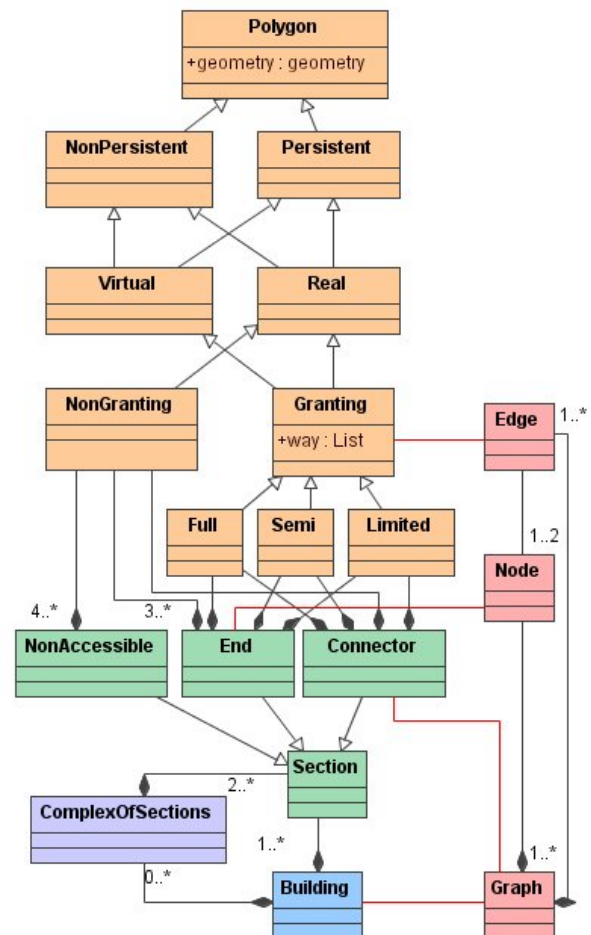 Polygon
+geometry : geometry
NonPersistent
Persistent
Virtual
Real
NonGranting
Granting
+way : List
Edge
1..*
Full
Semi
Limited
1..2
Node
4..*
3..*
NonAccessible
End
Connector
Section
2..*
ComplexOfSections
1..*
1..*
0..*
Building
Graph